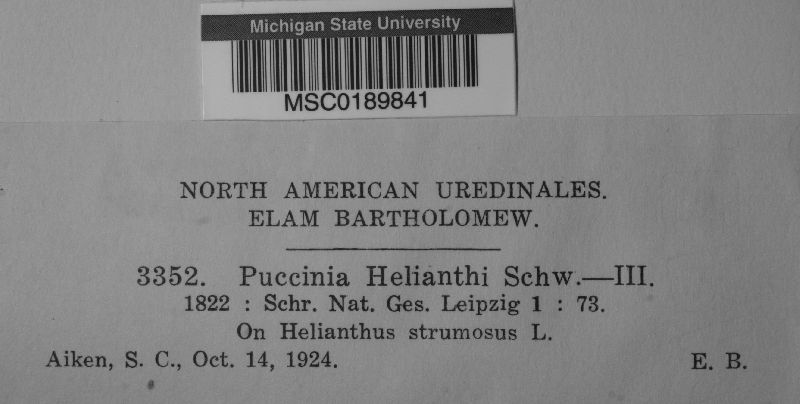 Michigan State University
MSC0189841
NORTH AMERICAN UREDINALES.
ELAM BARTHOLOMEW.
3352. Puccinia Helianthi Schw.—III.
1822 : Schr. Nat. Ges. Leipzig 1 : 73.
On Helianthus strumosus L.
Aiken, S. C., Oct. 14, 1924. E. B.